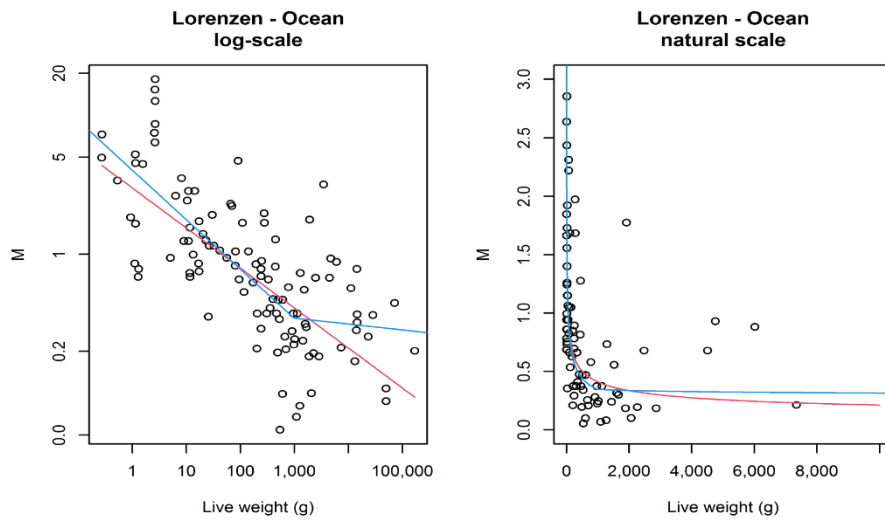 Lorenzen - Ocean
log-scale
M
20
5
1
0.2
0.0
1
10
100
1,000
100,000
Live weight (g)
Lorenzen - Ocean
natural scale
M
3.0
2.5
2.0
1.5
1.0
0.5
0.0
0
2,000
4,000
6,000
8,000
Live weight (g)